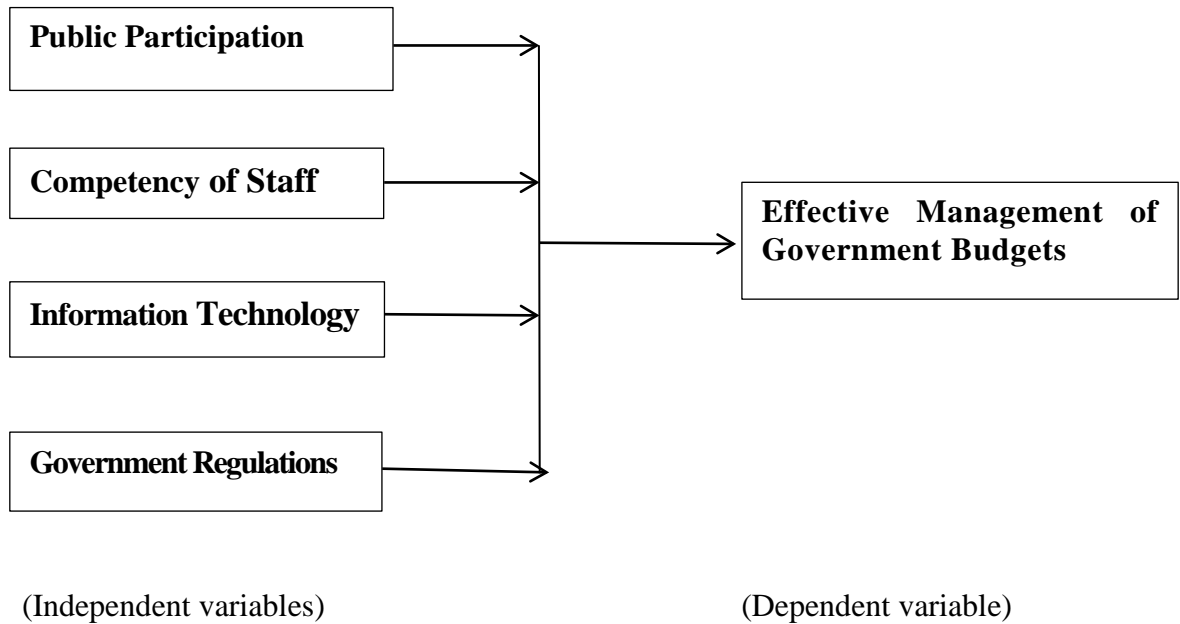 Public Participation
Competency of Staff
Information Technology
Government Regulations
Effective Management of
Government Budgets
(Independent variables)
(Dependent variable)